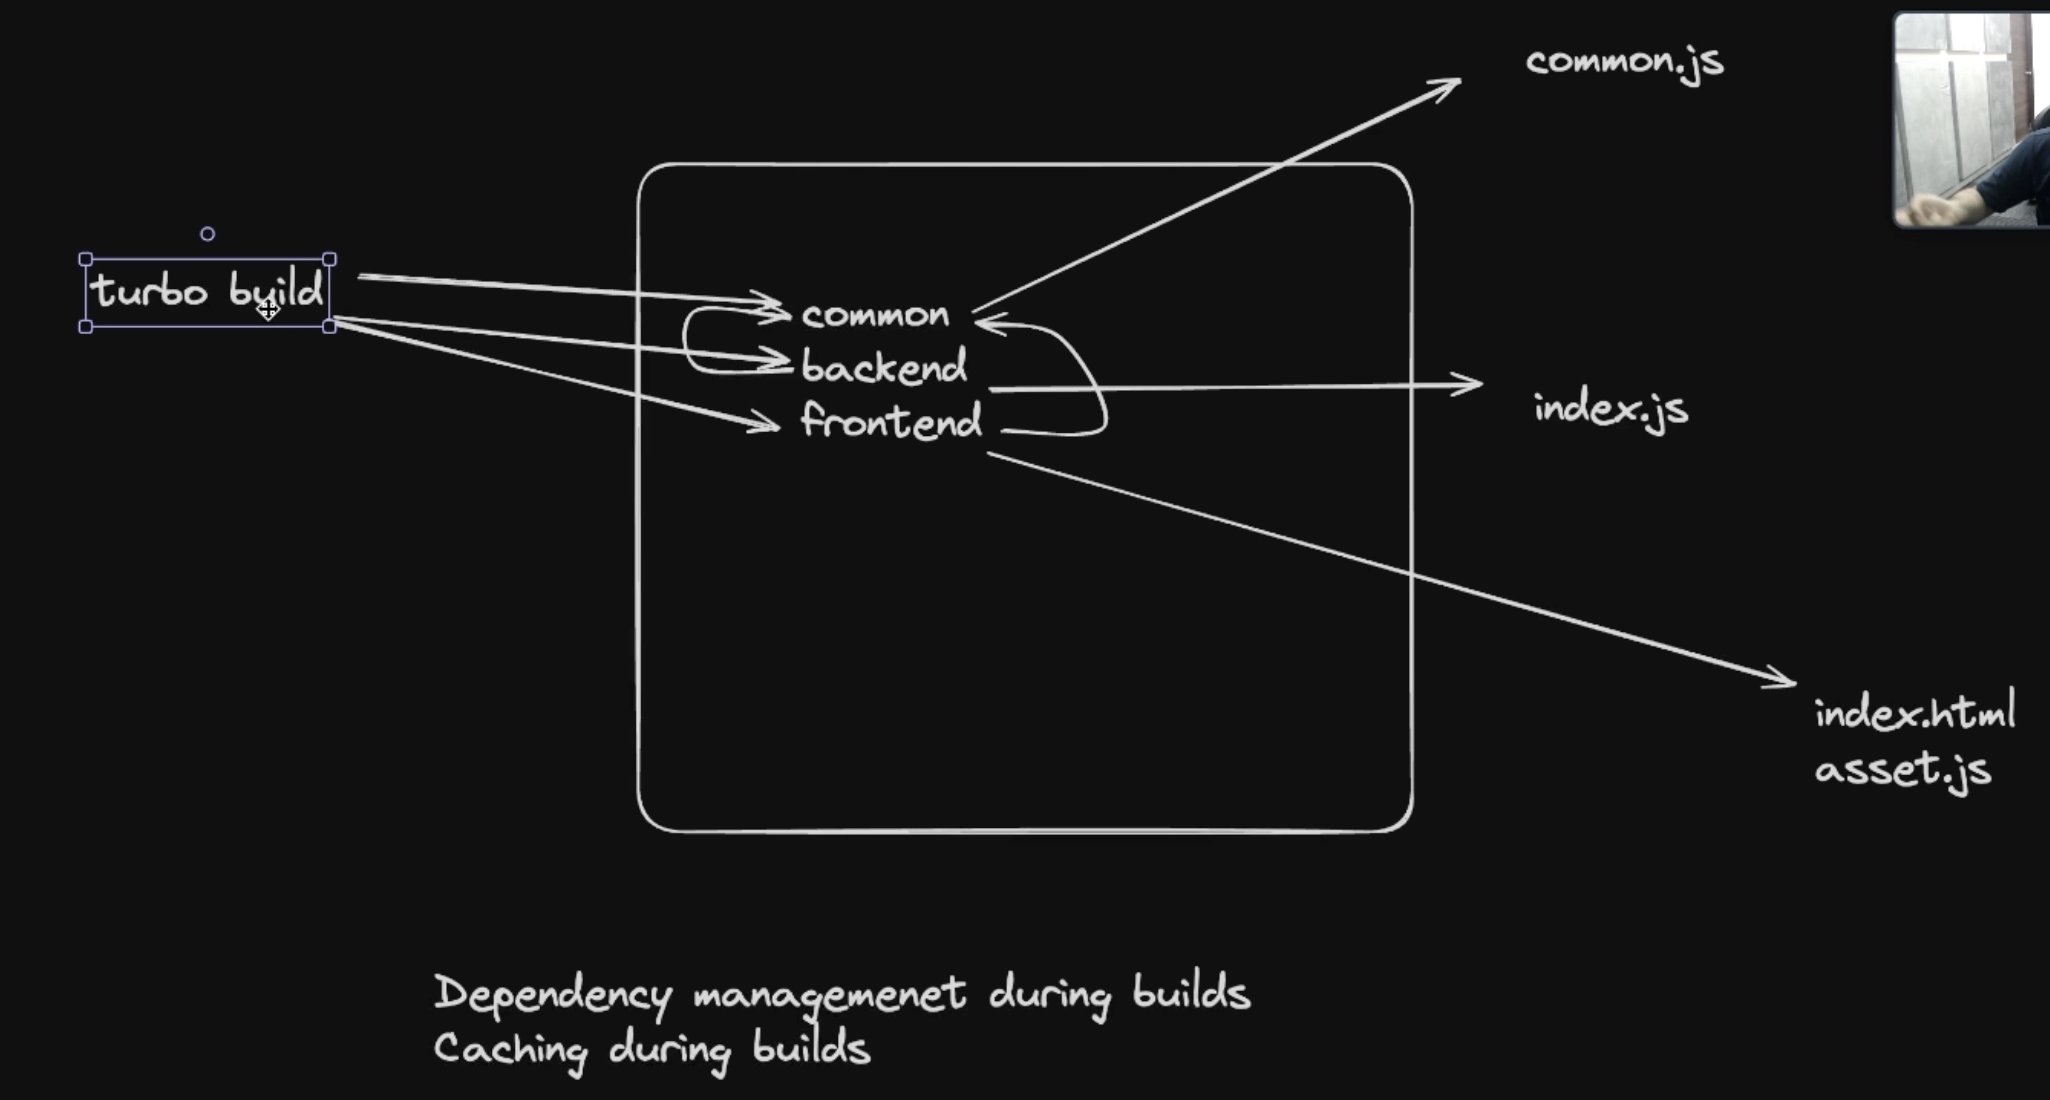 common.js
turbo build
common
backend
frontend
index.js
index.html
asset.js
Dependency managemenet during builds
Caching during builds